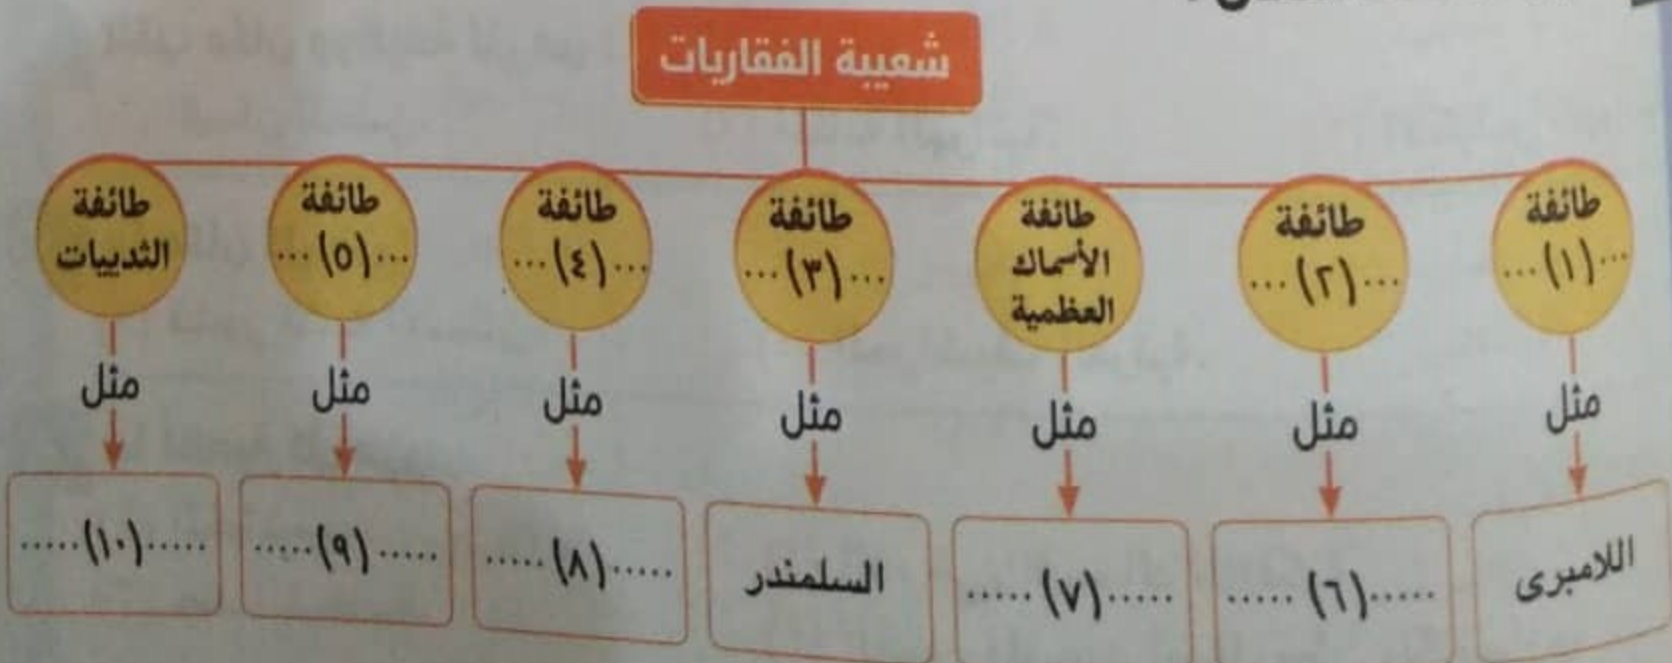 شعيبة الفقاريات
طائفة
...(١)...
طائفة
...(٢)...
طائفة
الأسماك
العظمية
طائفة
...(٣)...
طائفة
...(٤)...
طائفة
...(٥)...
طائفة
الثدييات
مثل
مثل
مثل
مثل
مثل
مثل
مثل
اللامبرى
.....(٦).....
.....(٧).....
السلمندر
.....(٨).....
.....(٩).....
.....(١٠).....